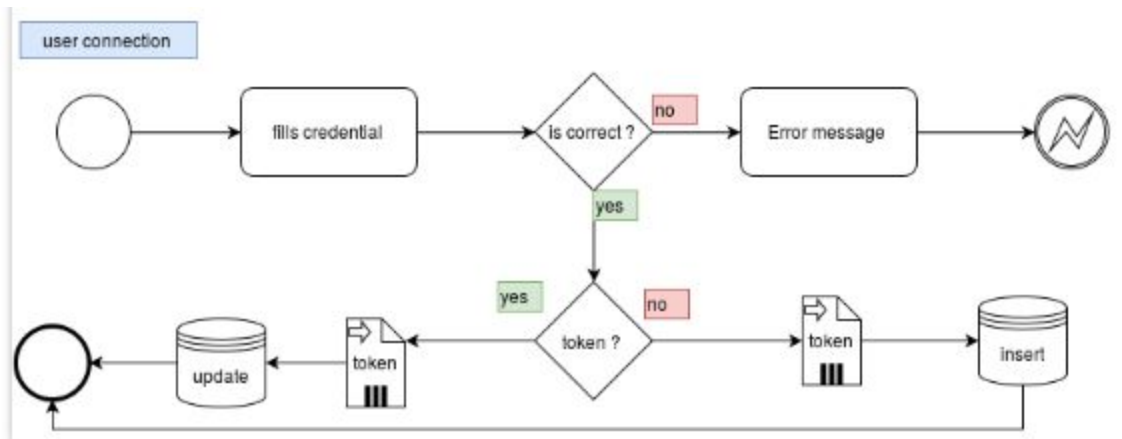 user connection
fills credential
is correct ?
no
Error message
yes
yes
no
update
token
token ?
token
insert